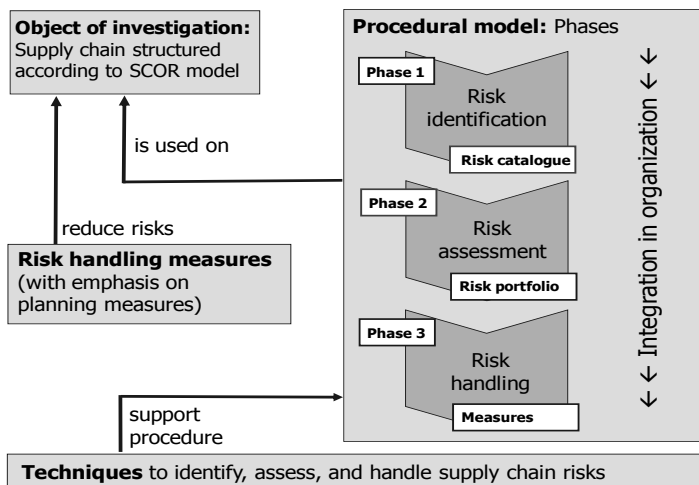 Object of investigation:
Supply chain structured
according to SCOR model
is used on
reduce risks
Risk handling measures
(with emphasis on
planning measures)
Procedural model: Phases
Phase 1
Risk
identification
Risk catalogue
Phase 2
Risk
assessment
Risk portfolio
Phase 3
Risk
handling
Measures
← ← Integration in organization ← ←
support
procedure
Techniques to identify, assess, and handle supply chain risks